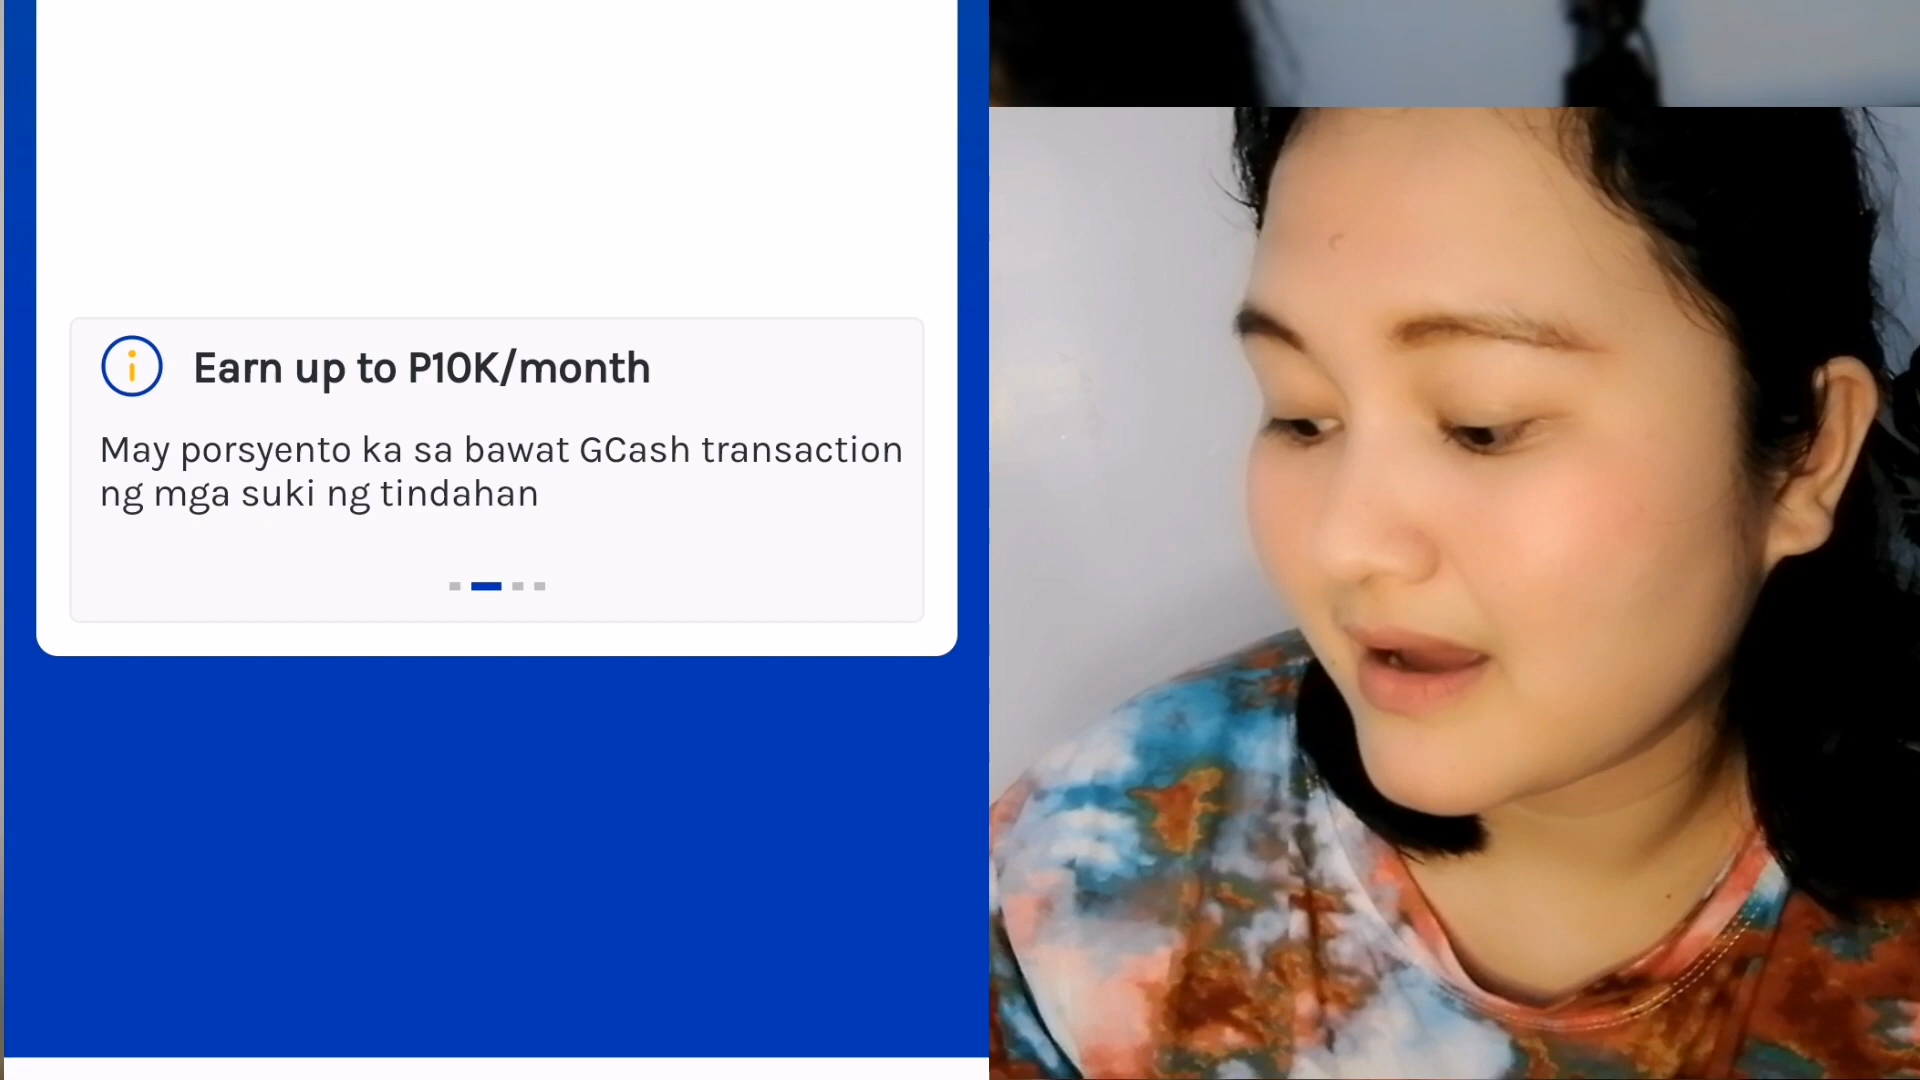 Earn up to P10K/month
May porsyento ka sa bawat GCash transaction
ng mga suki ng tindahan